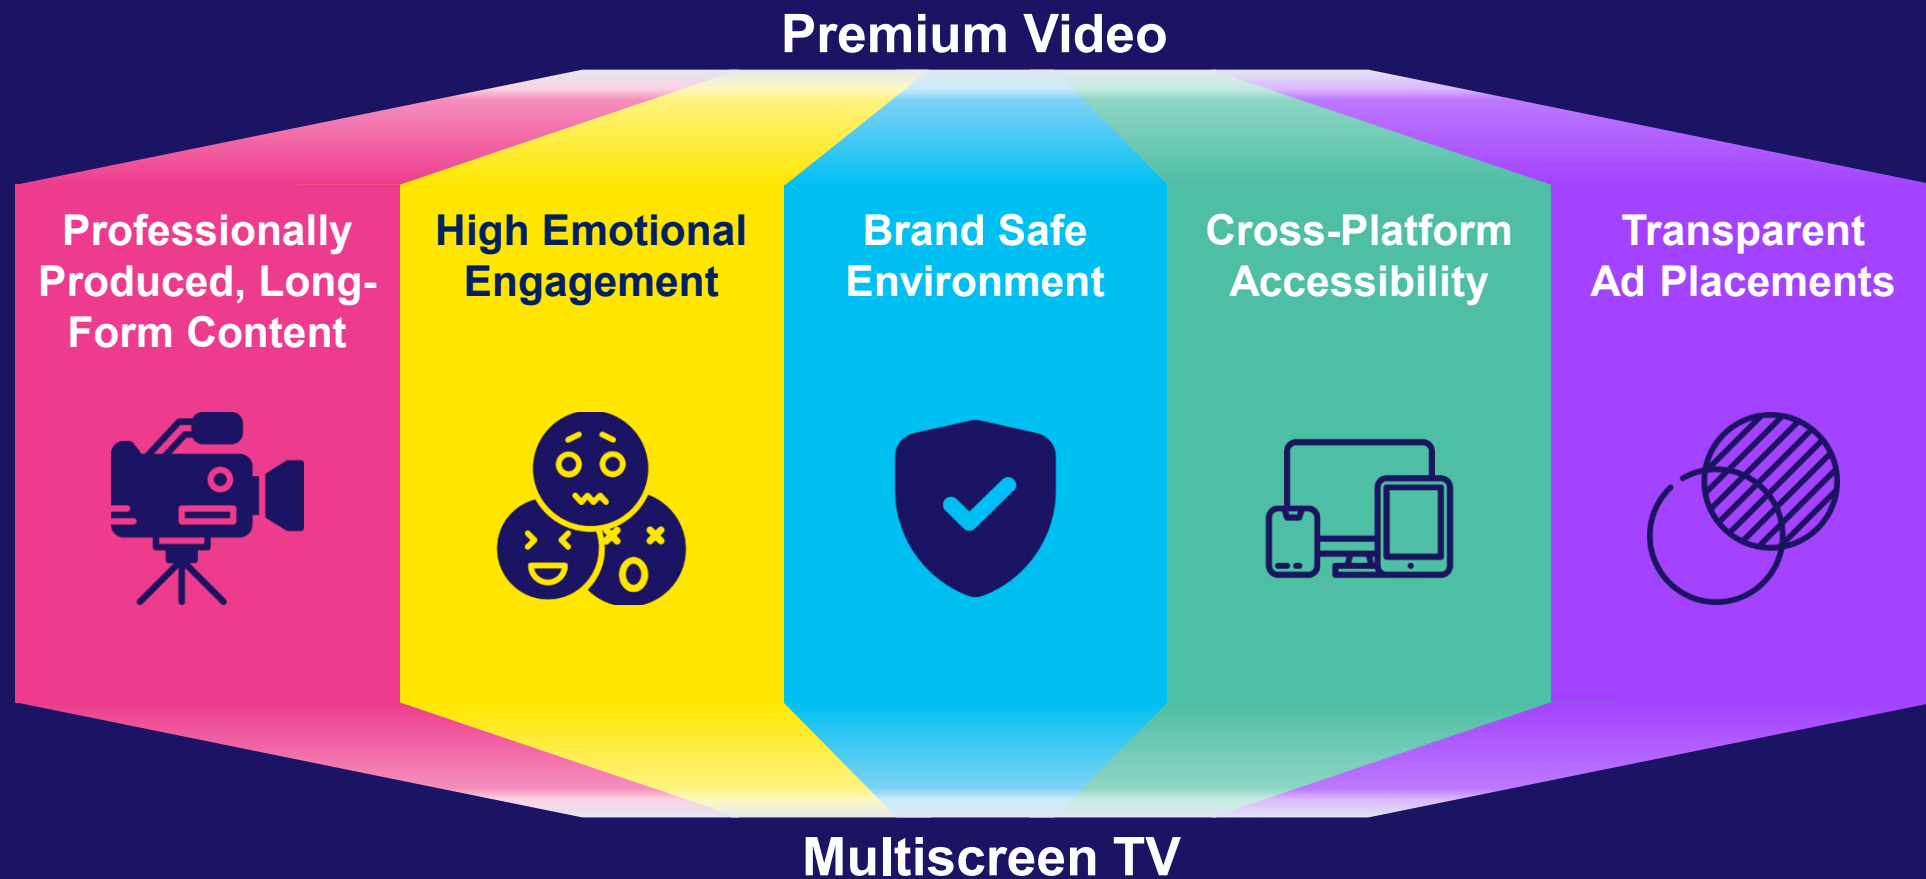 Premium Video
Professionally
Produced, Long-
Form Content
High Emotional
Engagement
Brand Safe
Environment
Cross-Platform
Accessibility
Transparent
Ad Placements
Multiscreen TV